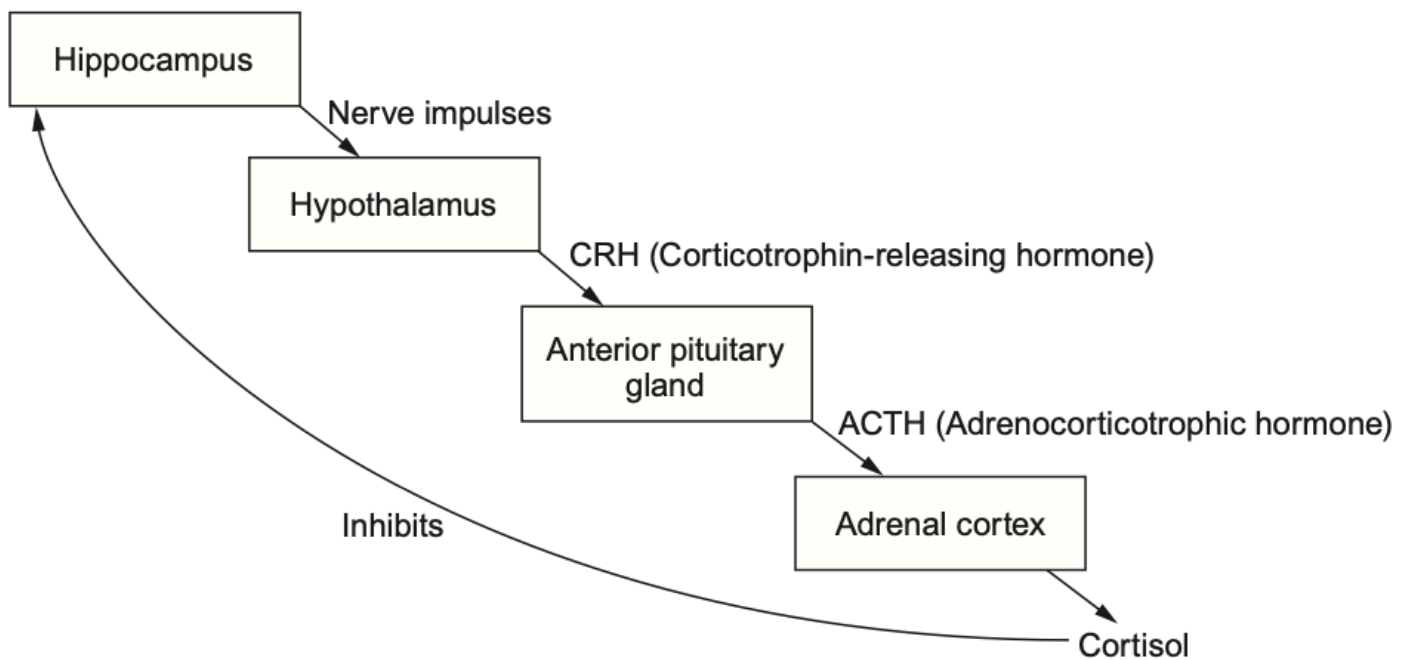 Hippocampus
Nerve impulses
Hypothalamus
CRH (Corticotrophin-releasing hormone)
Anterior pituitary
gland
ACTH (Adrenocorticotrophic hormone)
Adrenal cortex
Inhibits
Cortisol